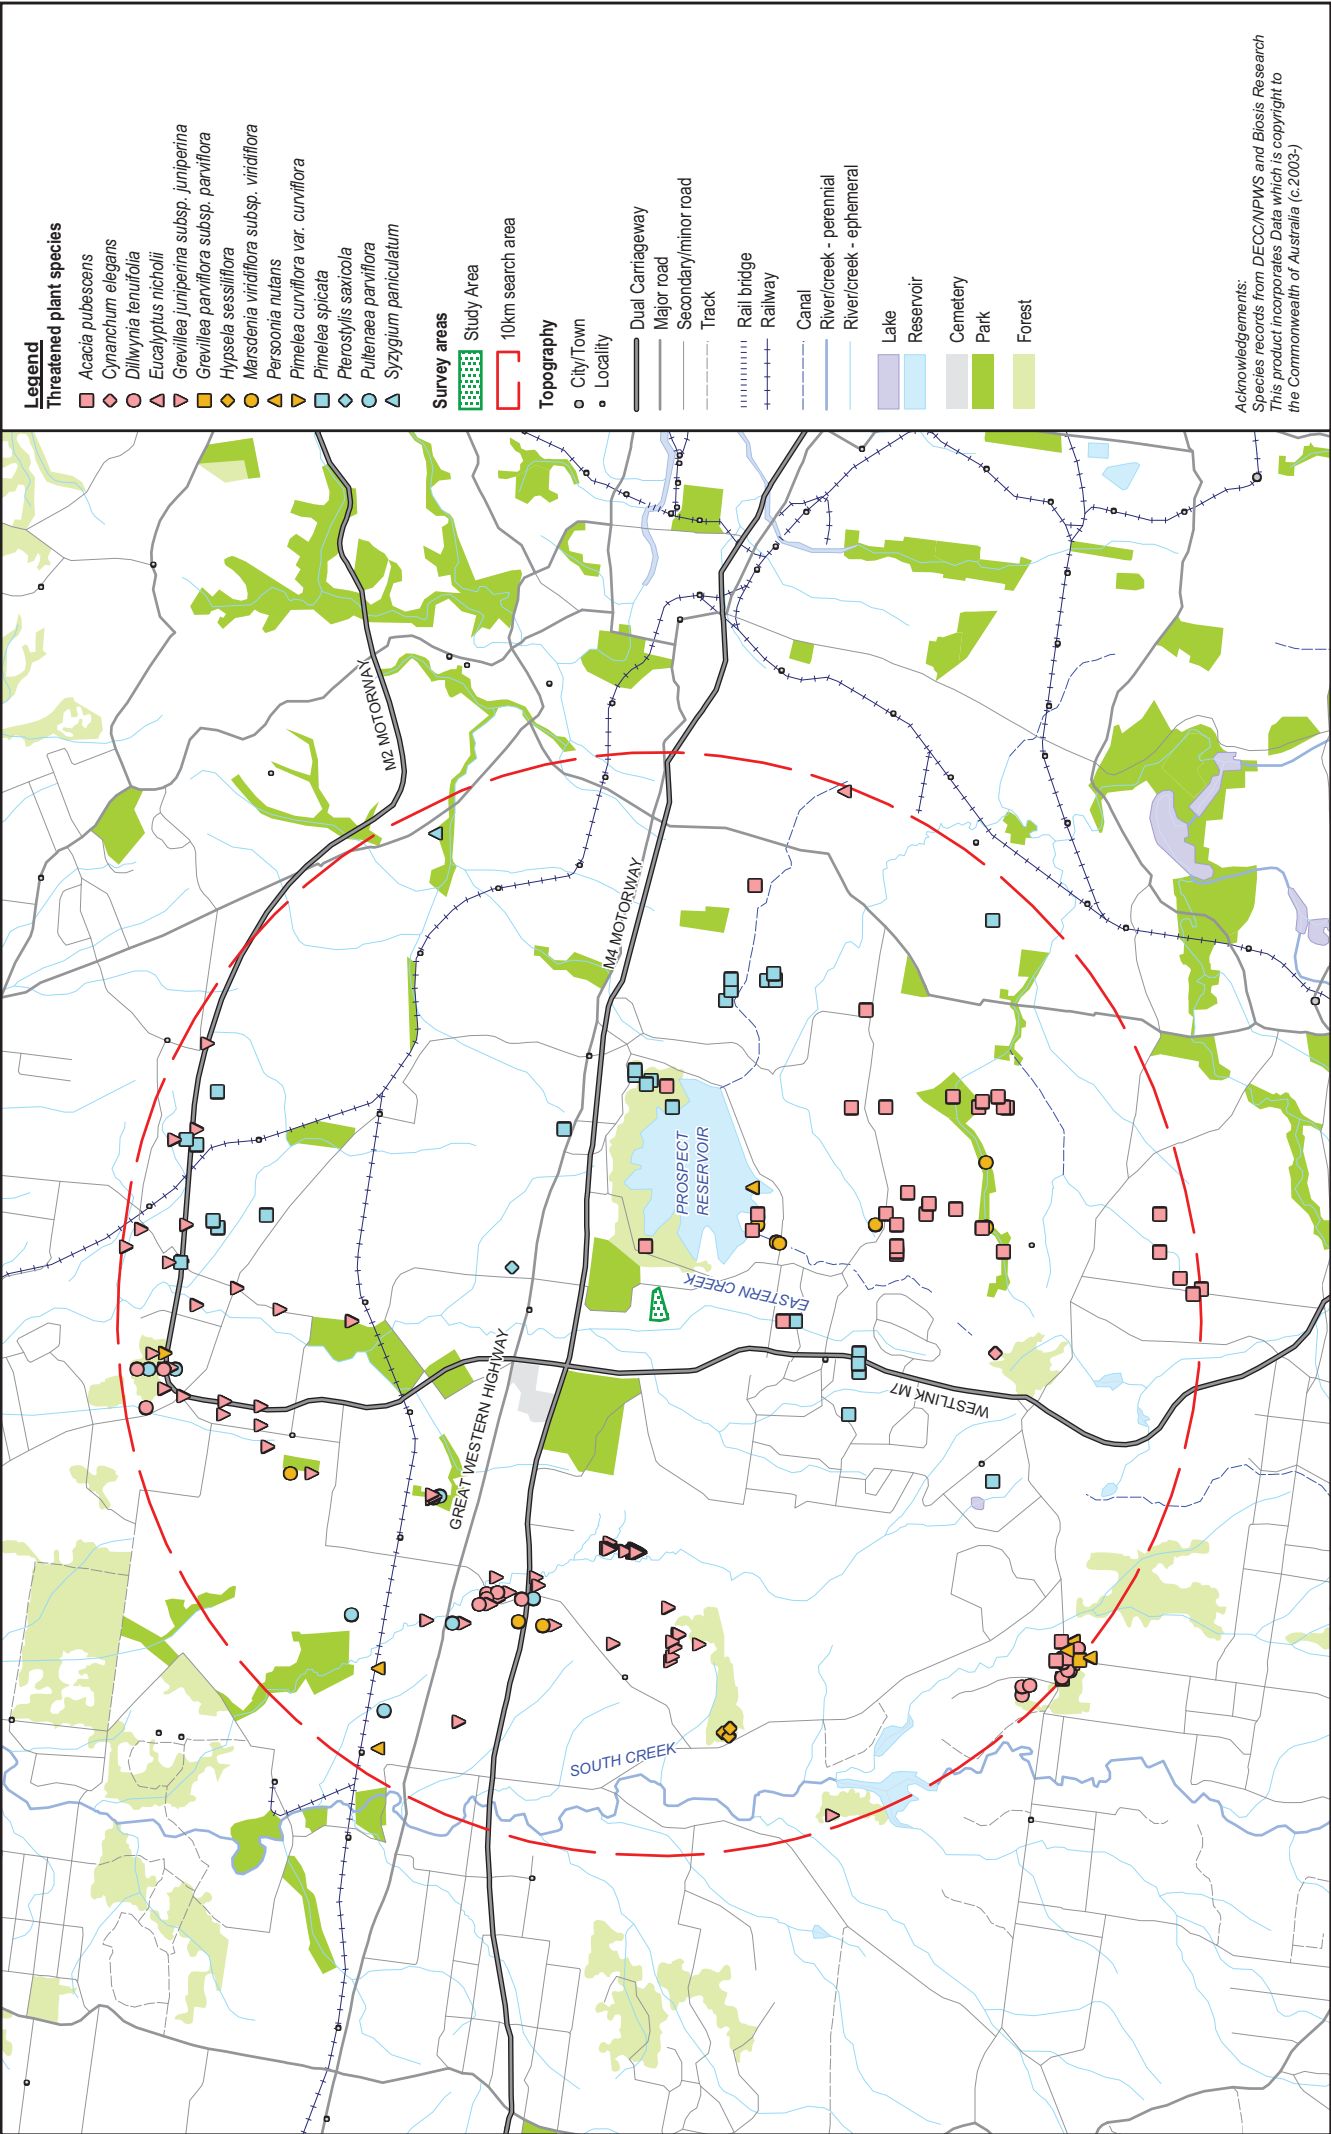 Legend
Threatened plant species
Acacia pubescens
Cynanchum elegans
Dillwynia tenuifolia
Eucalyptus nicholii
Grevillea juniperina subsp. juniperina
Grevillea parviflora subsp. parviflora
Hypsela sessiliflora
Marsdenia viridiflora subsp. viridiflora
Persoonia nutans
Pimelea curviflora var. curviflora
Pimelea spicata
Pterostylis saxicola
Pultenaea parviflora
Syzygium paniculatum
Survey areas
Study Area
10km search area
Topography
City/Town
Locality
Dual Carriageway
Major road
Secondary/minor road
Track
Rail bridge
Railway
Canal
River/creek - perennial
River/creek - ephemeral
Lake
Reservoir
Cemetery
Park
Forest
Acknowledgements:
Species records from DECC/NPWS and Biosis Research
This product incorporates Data which is copyright to
the Commonwealth of Australia (c.2003-)
M2 MOTORWAY
M4 MOTORWAY
PROSPECT
RESERVOIR
EASTERN CREEK
GREAT WESTERN HIGHWAY
WESTLINK M7
SOUTH CREEK